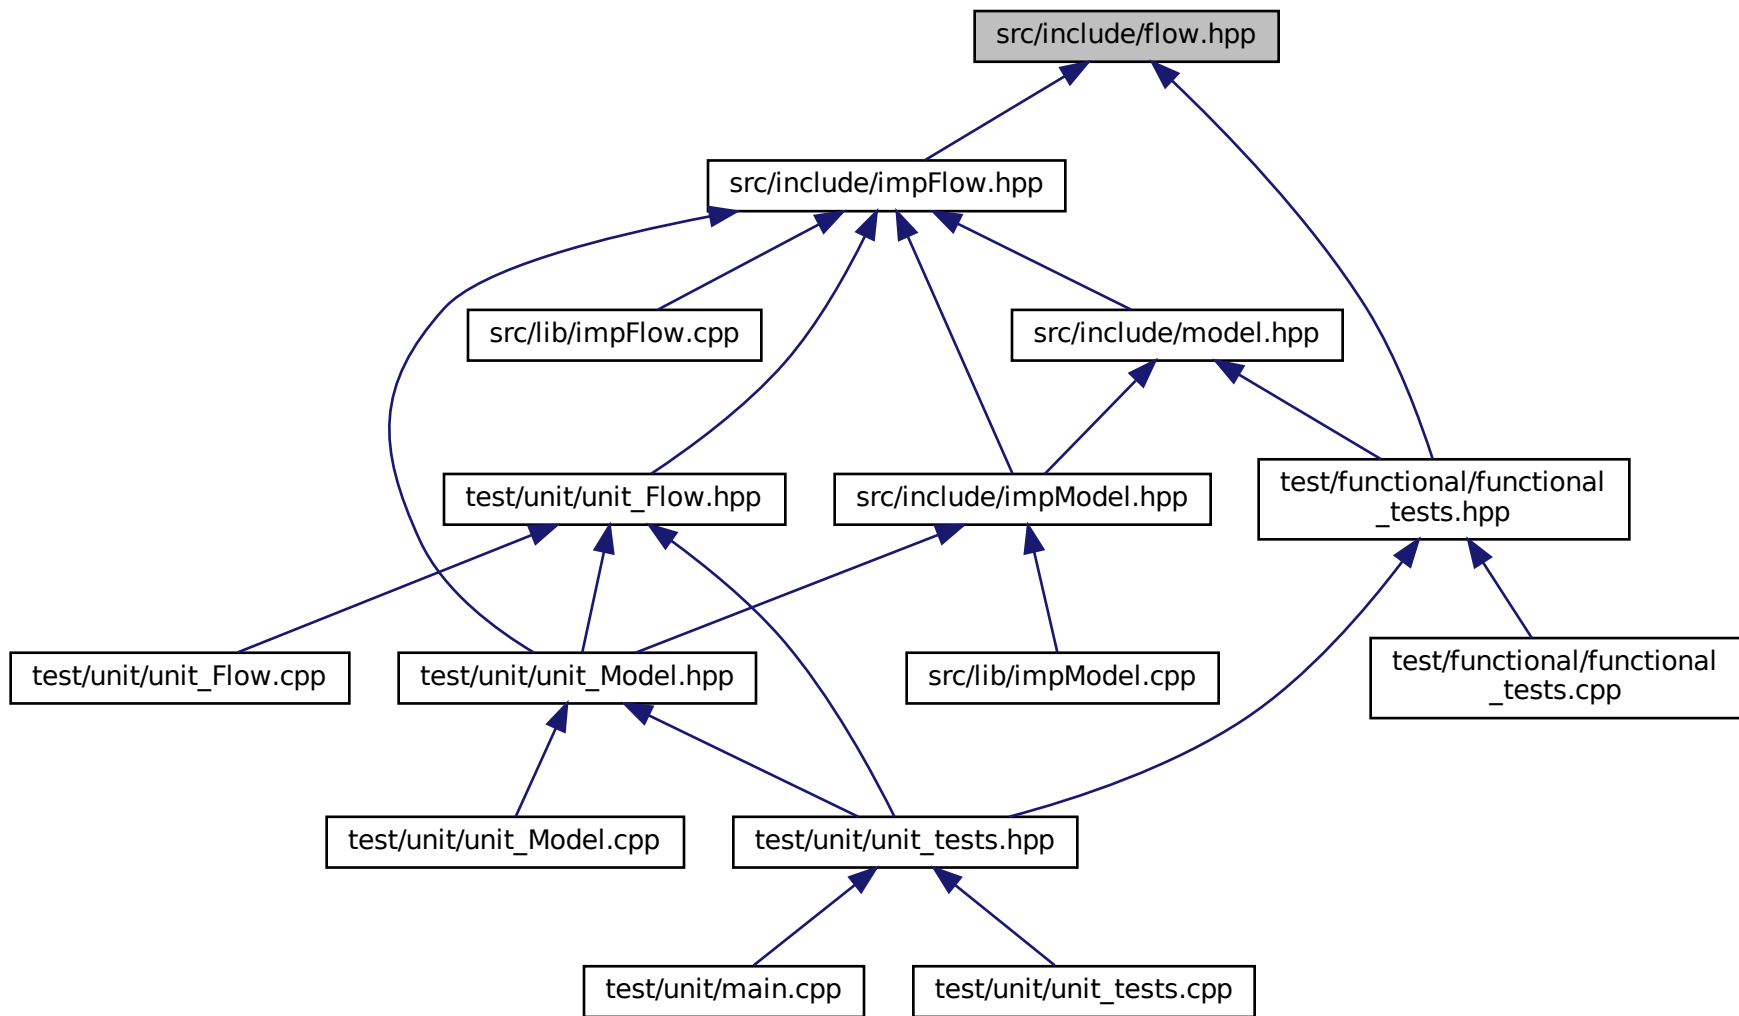 src/include/flow.hpp
src/include/impFlow.hpp
src/lib/impFlow.cpp
src/include/model.hpp
test/unit/unit_Flow.hpp
src/include/impModel.hpp
test/functional/functional
_tests.hpp
test/unit/unit_Flow.cpp
test/unit/unit_Model.hpp
src/lib/impModel.cpp
test/functional/functional
_tests.cpp
test/unit/unit_Model.cpp
test/unit/unit_tests.hpp
test/unit/main.cpp
test/unit/unit_tests.cpp